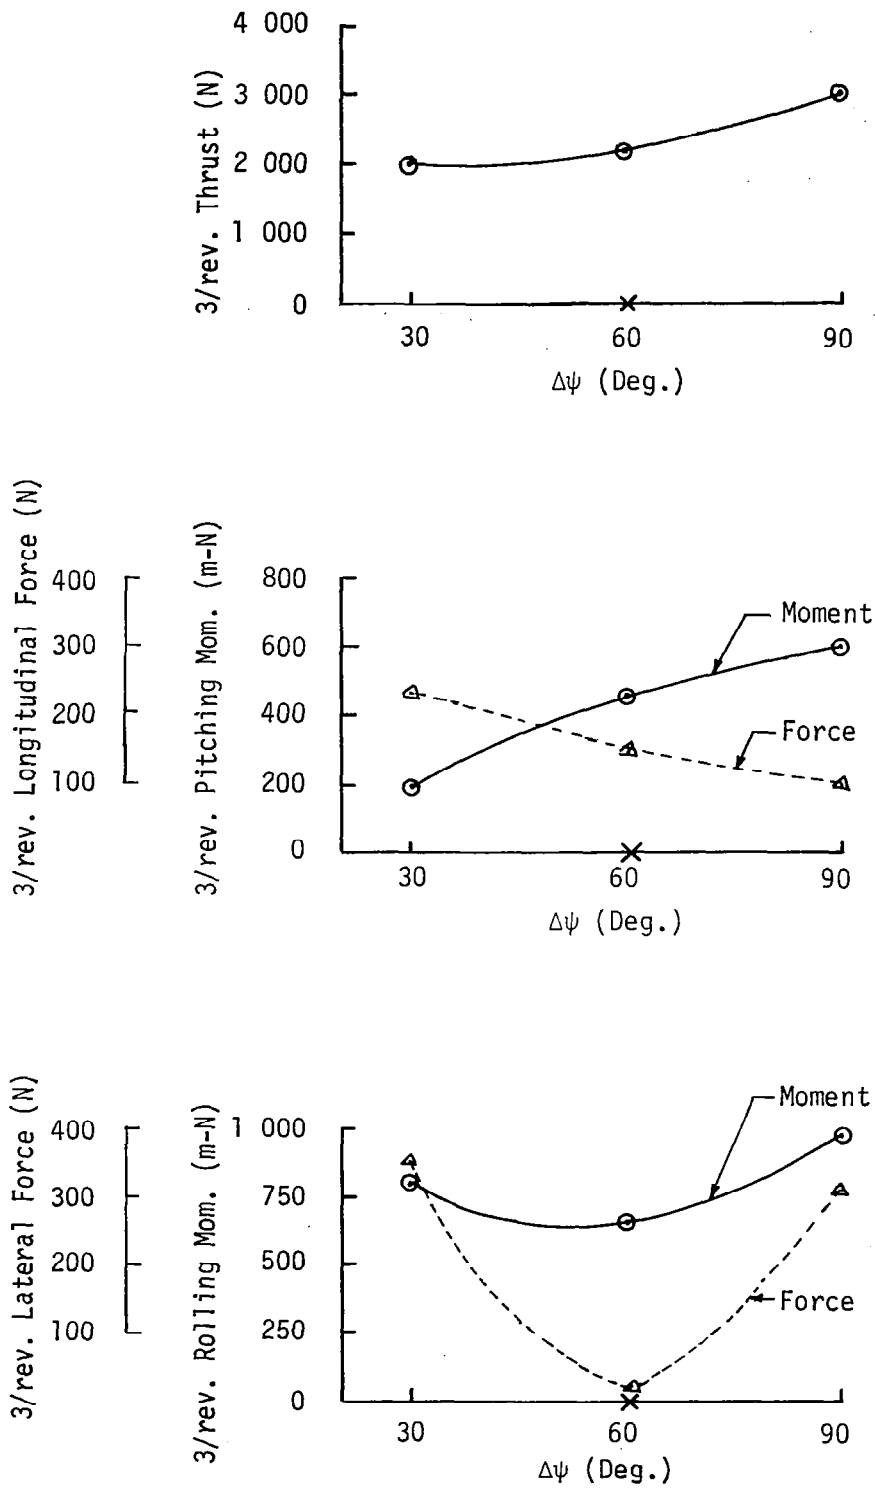 4 000
3 000
2 000
1 000
0
3/rev. Thrust (N)
30
60
90
Δψ (Deg.)
3/rev. Longitudinal Force (N)
400
300
200
100
3/rev. Pitching Mom. (m-N)
800
600
400
200
0
Moment
Force
30
60
90
Δψ (Deg.)
3/rev. Lateral Force (N)
400
300
200
100
3/rev. Rolling Mom. (m-N)
1 000
750
500
250
0
Moment
Force
30
60
90
Δψ (Deg.)